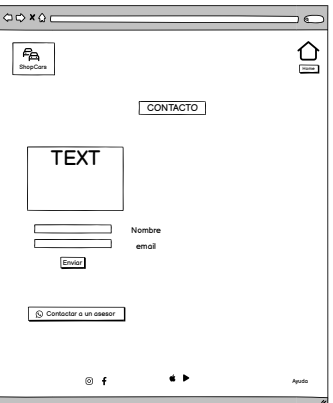 ShopCars
Home
CONTACTO
TEXT
Nombre
email
Enviar
Contactar a un asesor
Ayuda